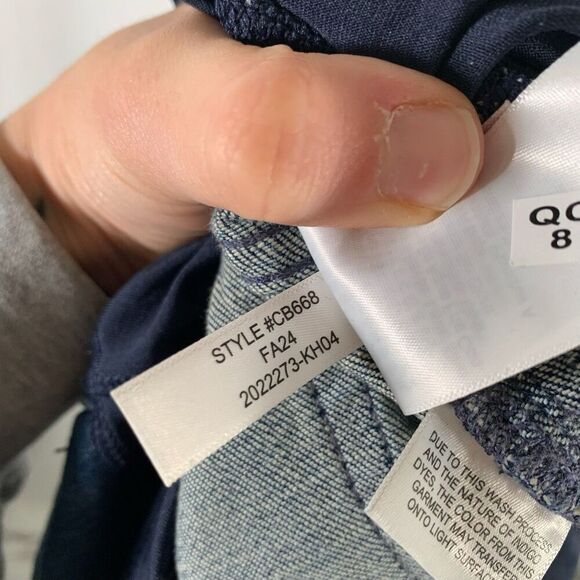 QC
8
STYLE #CB668
FA24
2022273-KH04
DUE TO THIS WASH PROCESS
AND THE NATURE OF INDIGO
DYES THE COLOR FROM THIS
GARMENT MAY TRANSFER
ONTO LIGHT SURFA